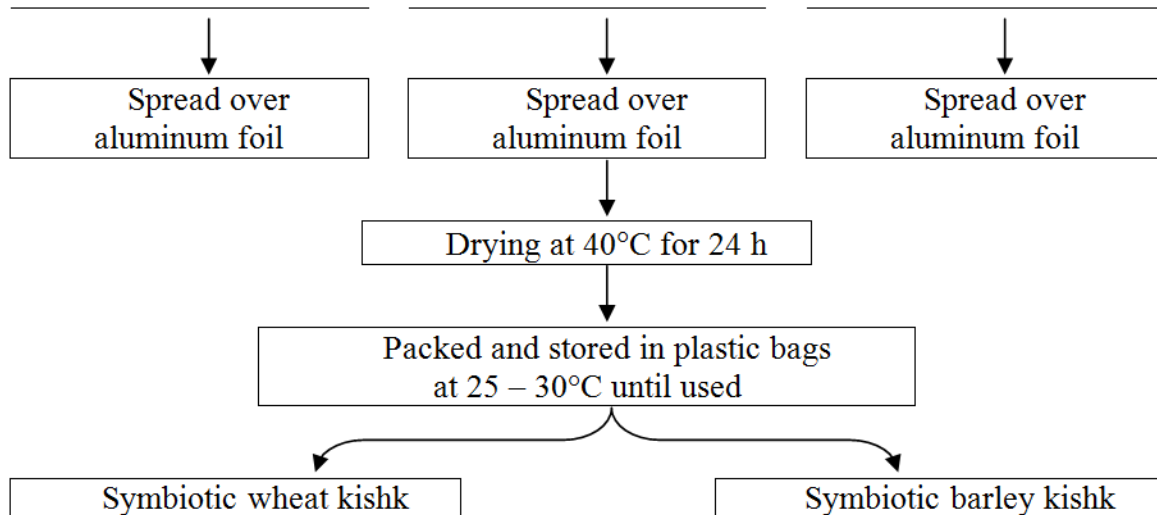 Spread over
aluminum foil
Spread over
aluminum foil
Spread over
aluminum foil
Drying at 40°C for 24 h
Packed and stored in plastic bags
at 25 – 30°C until used
Symbiotic wheat kishk
Symbiotic barley kishk